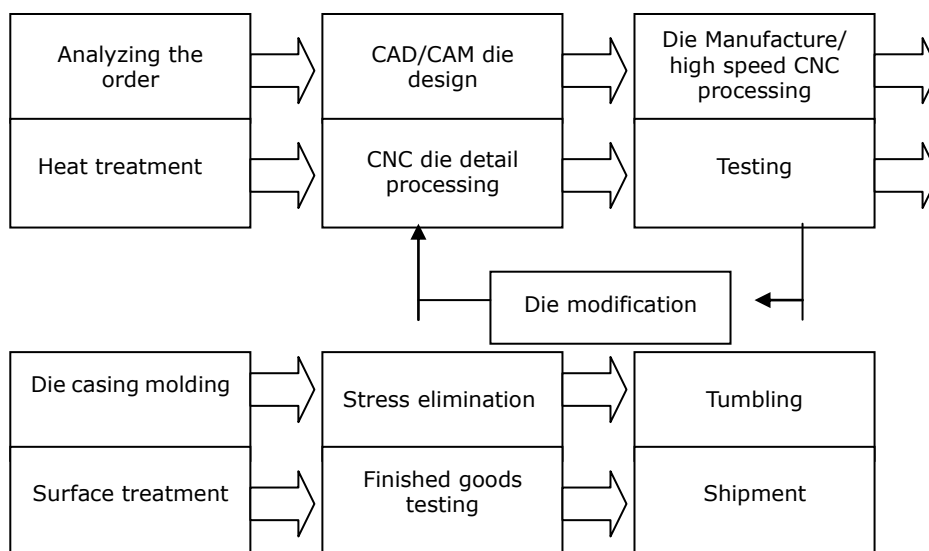 Analyzing the
order
CAD/CAM die
design
Die Manufacture/
high speed CNC
processing
Heat treatment
CNC die detail
processing
Testing
Die modification
Die casing molding
Stress elimination
Tumbling
Surface treatment
Finished goods
testing
Shipment